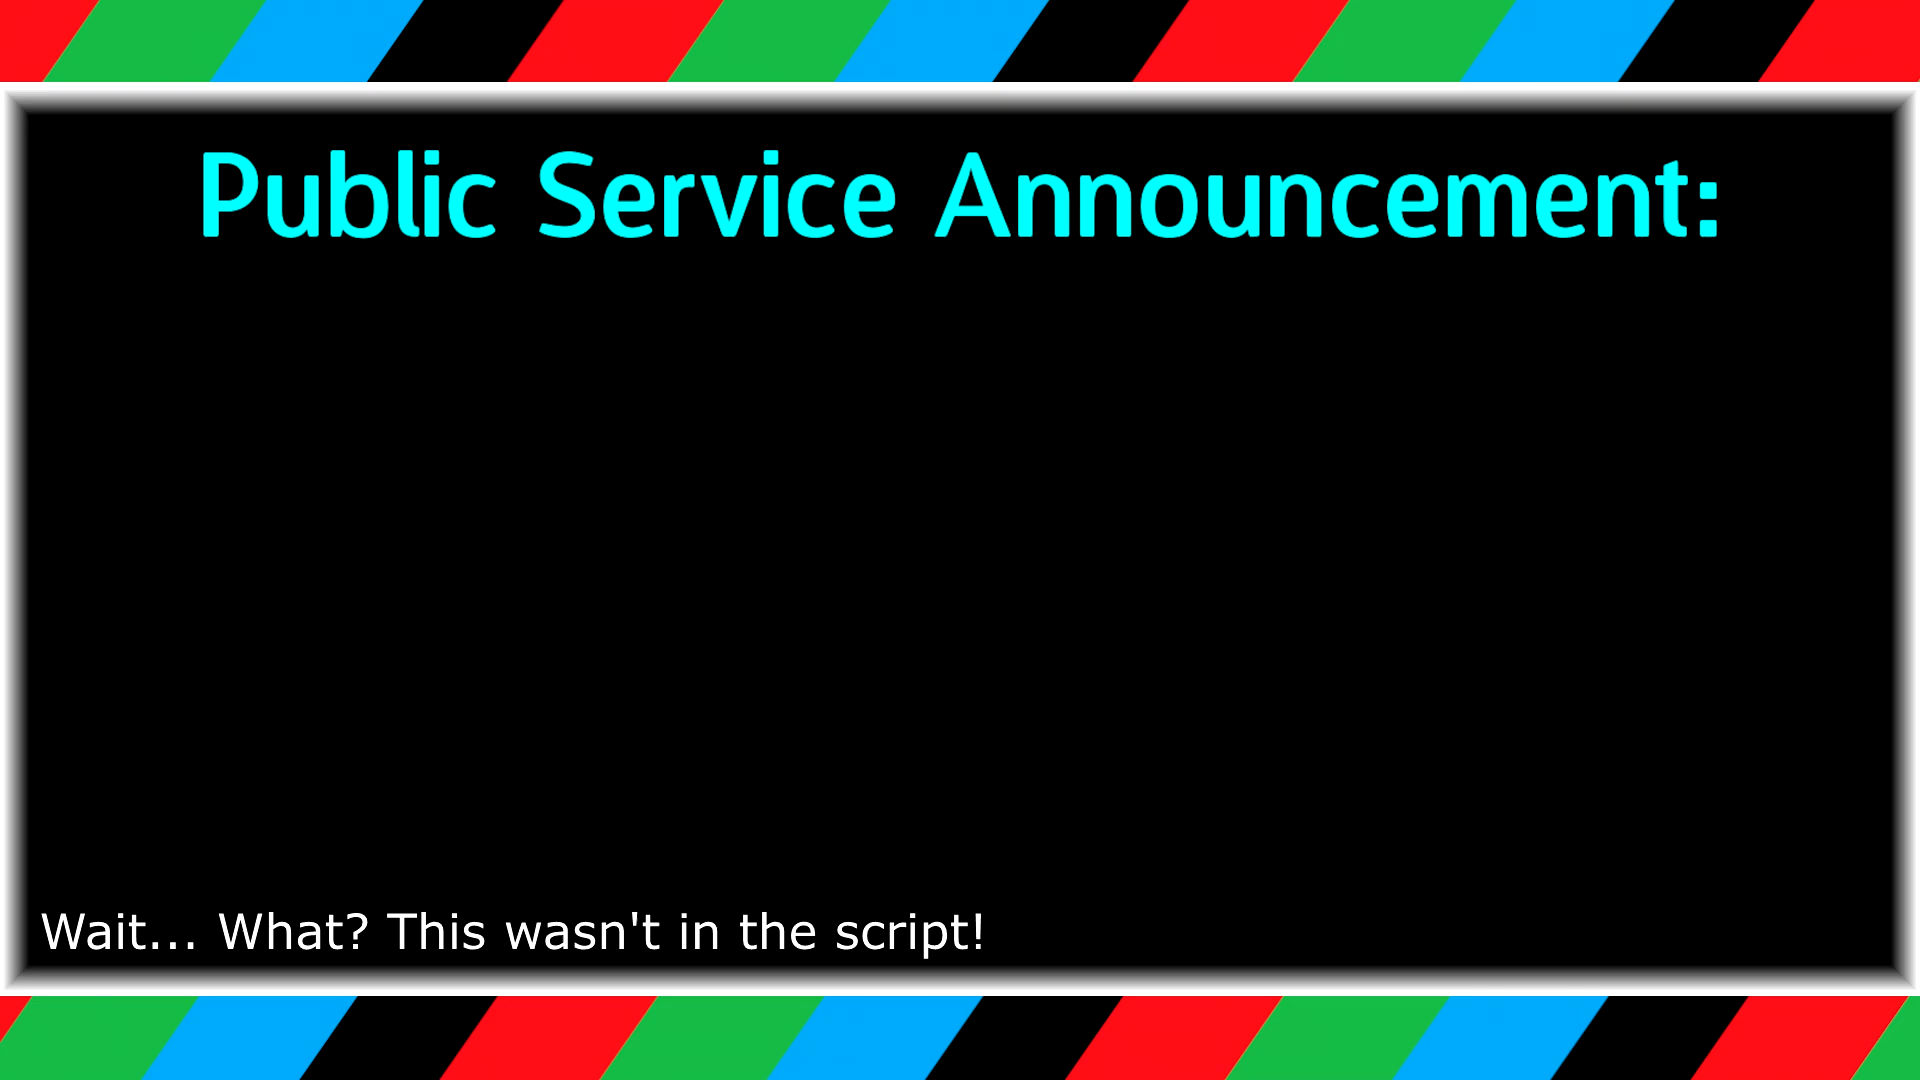 Public Service Announcement:
Wait... What? This wasn't in the script!